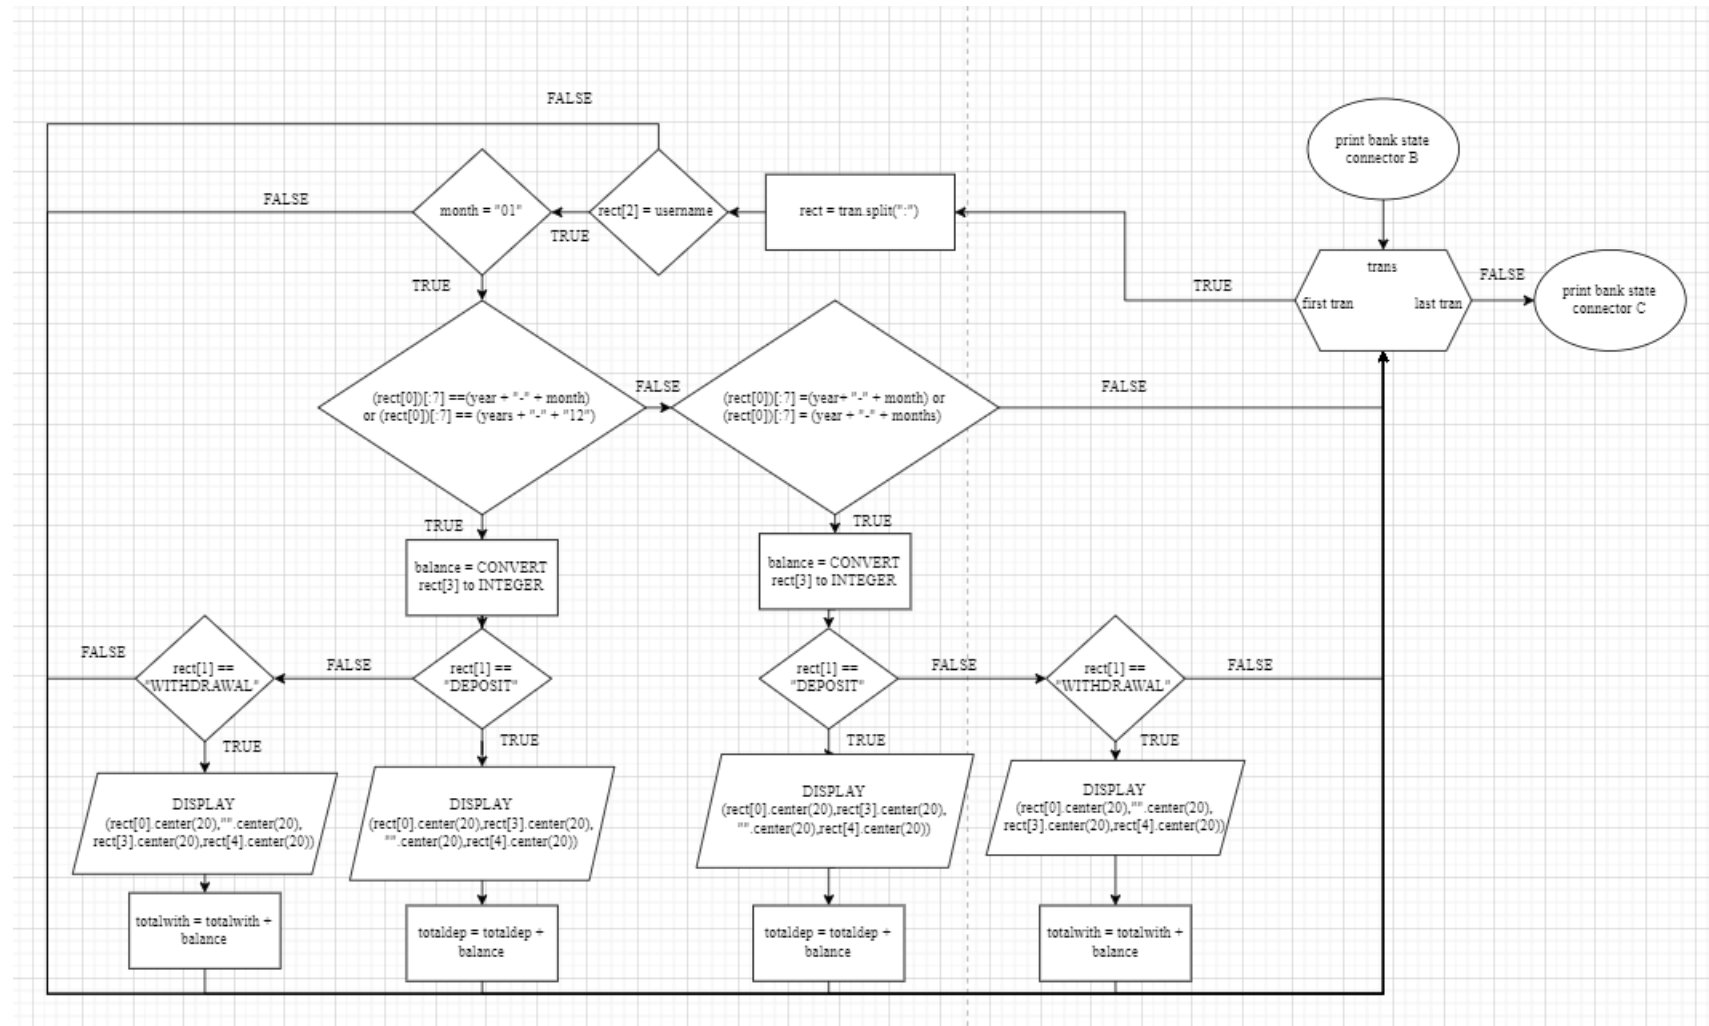 FALSE
print bank state
connector B
FALSE
month = "01"
TRUE
rect[2] = username
rect = tran.split(":")
trans
first tran
last tran
TRUE
FALSE
print bank state
connector C
TRUE
(rect[0])[:7] ==(year + "-" + month)
or (rect[0])[:7] == (years + "-" + "12")
FALSE
(rect[0])[:7] =(year+ "-" + month) or
(rect[0])[:7] = (year + "-" + months)
FALSE
TRUE
TRUE
balance = CONVERT
rect[3] to INTEGER
balance = CONVERT
rect[3] to INTEGER
FALSE
rect[1] ==
"WITHDRAWAL"
FALSE
rect[1] ==
"DEPOSIT"
rect[1] ==
"DEPOSIT"
FALSE
rect[1] ==
"WITHDRAWAL"
FALSE
TRUE
TRUE
TRUE
TRUE
DISPLAY
(rect[0].center(20),"".center(20),
rect[3].center(20),rect[4].center(20))
DISPLAY
(rect[0].center(20),rect[3].center(20),
"".center(20),rect[4].center(20))
DISPLAY
(rect[0].center(20),rect[3].center(20),
"".center(20),rect[4].center(20))
DISPLAY
(rect[0].center(20),"".center(20),
rect[3].center(20),rect[4].center(20))
totalwith = totalwith +
balance
totaldep = totaldep +
balance
totaldep = totaldep +
balance
totalwith = totalwith +
balance